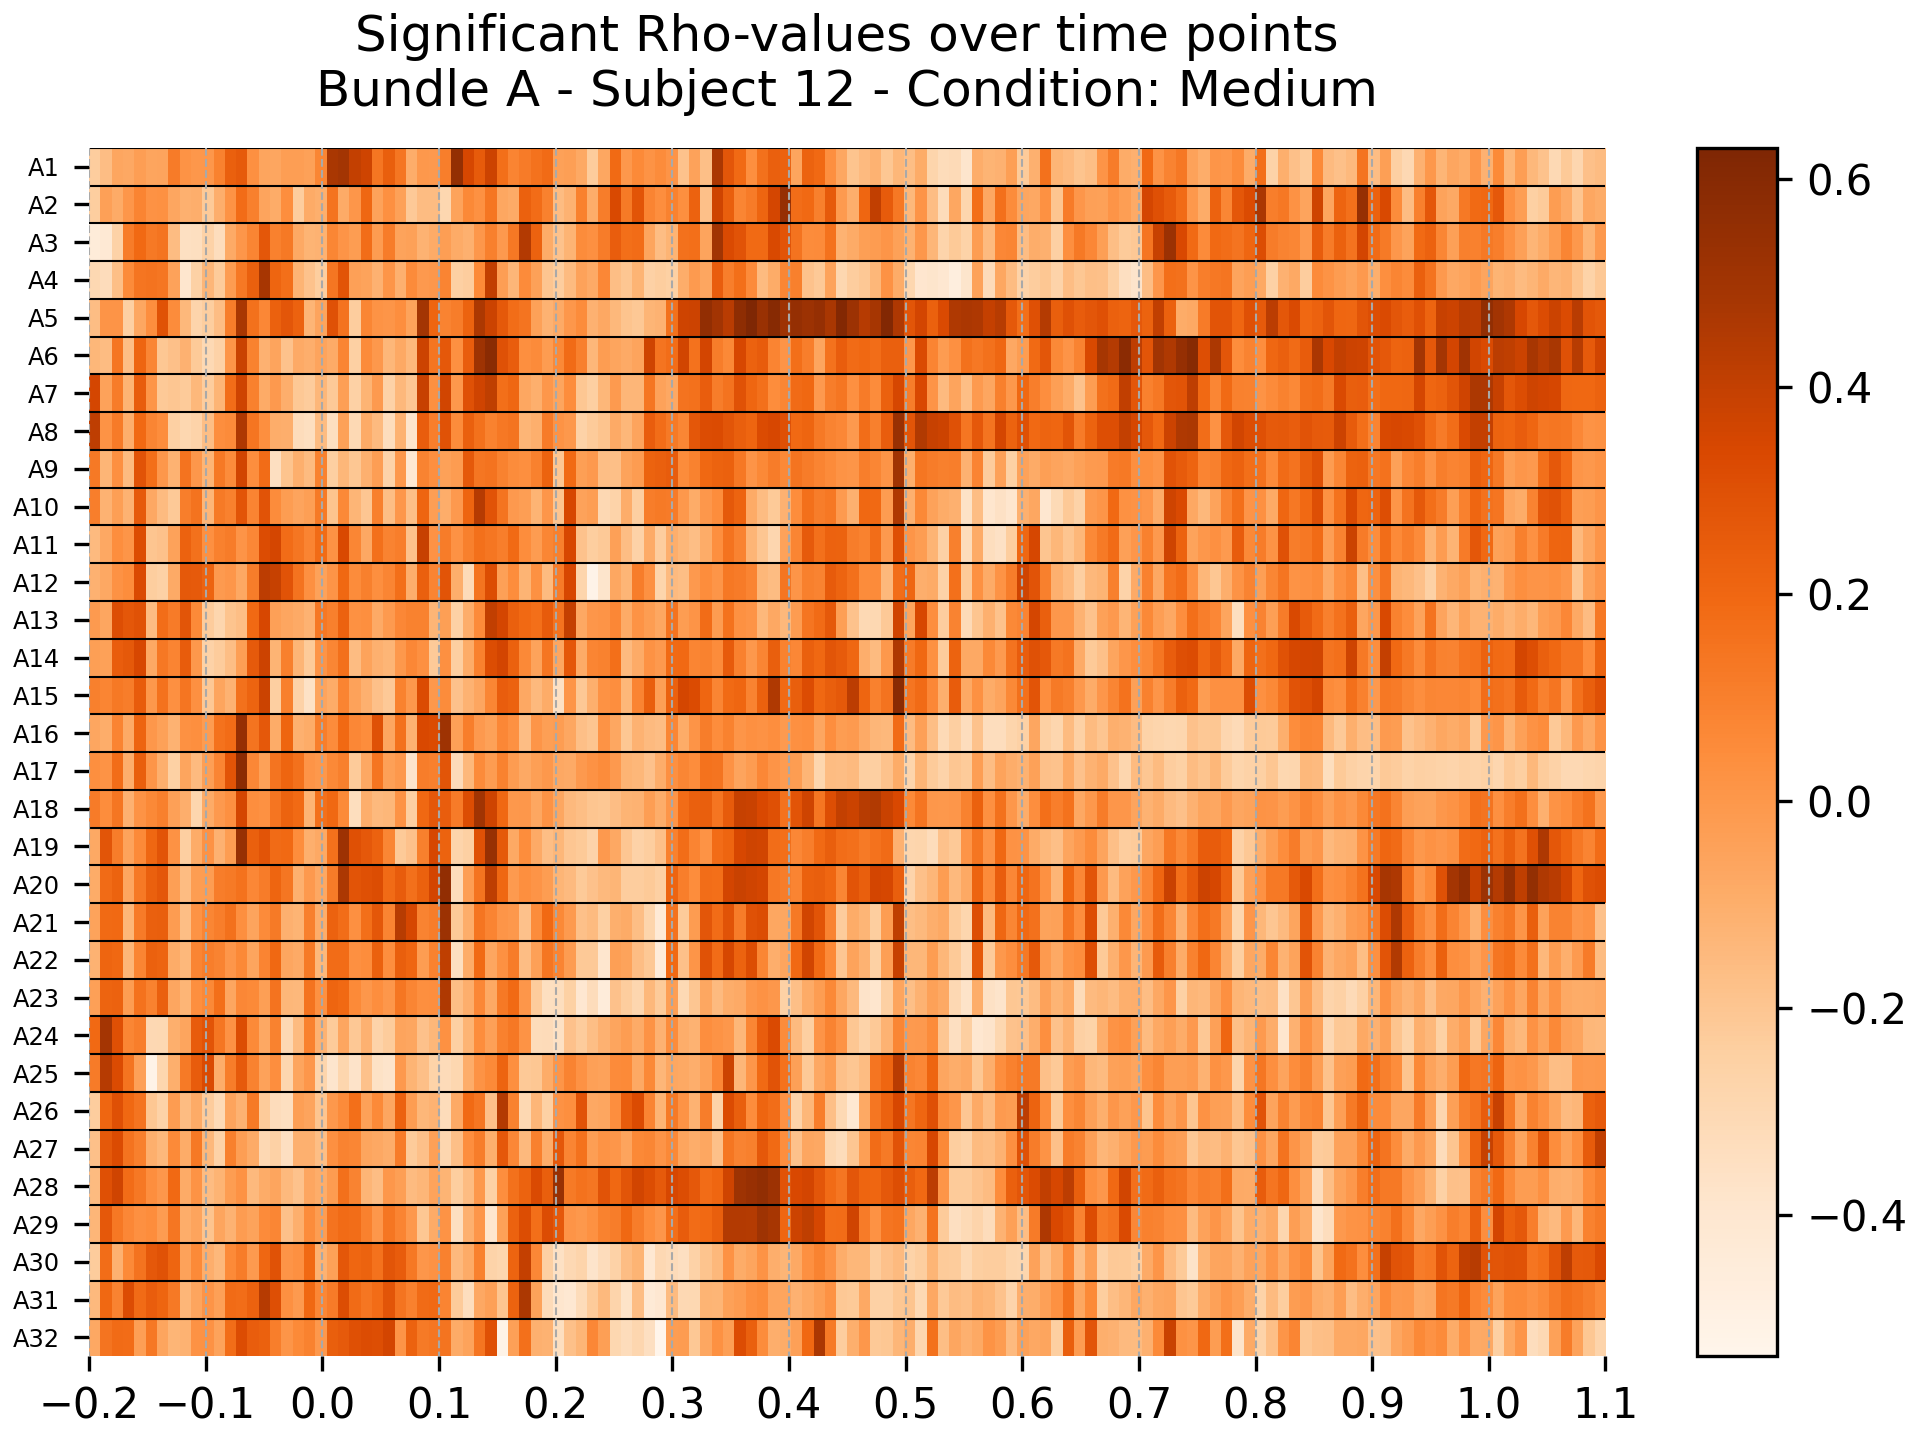 Significant Rho-values over time points
Bundle A - Subject 12 - Condition: Medium
A1
A2
A3
A4
A5
A6
A7
A8
A9
A10
A11
A12
A13
A14
A15
A16
A17
A18
A19
A20
A21
A22
A23
A24
A25
A26
A27
A28
A29
A30
A31
A32
−0.2 −0.1 0.0 0.1 0.2 0.3 0.4 0.5 0.6 0.7 0.8 0.9 1.0 1.1
0.6
0.4
0.2
0.0
−0.2
−0.4